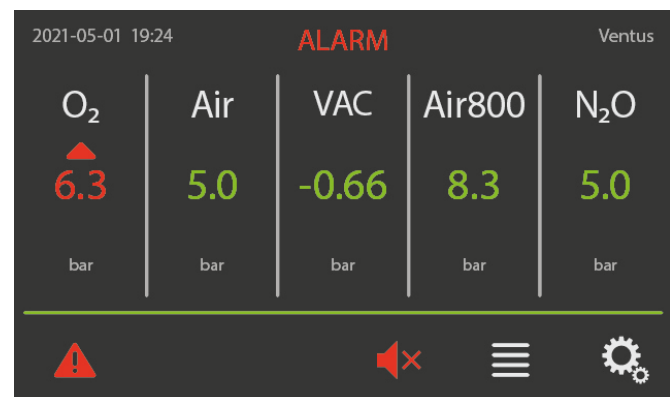 2021-05-01 19:24 ALARM Ventus
O₂ Air VAC Air800 N₂O
6.3 5.0 -0.66 8.3 5.0
bar bar bar bar bar